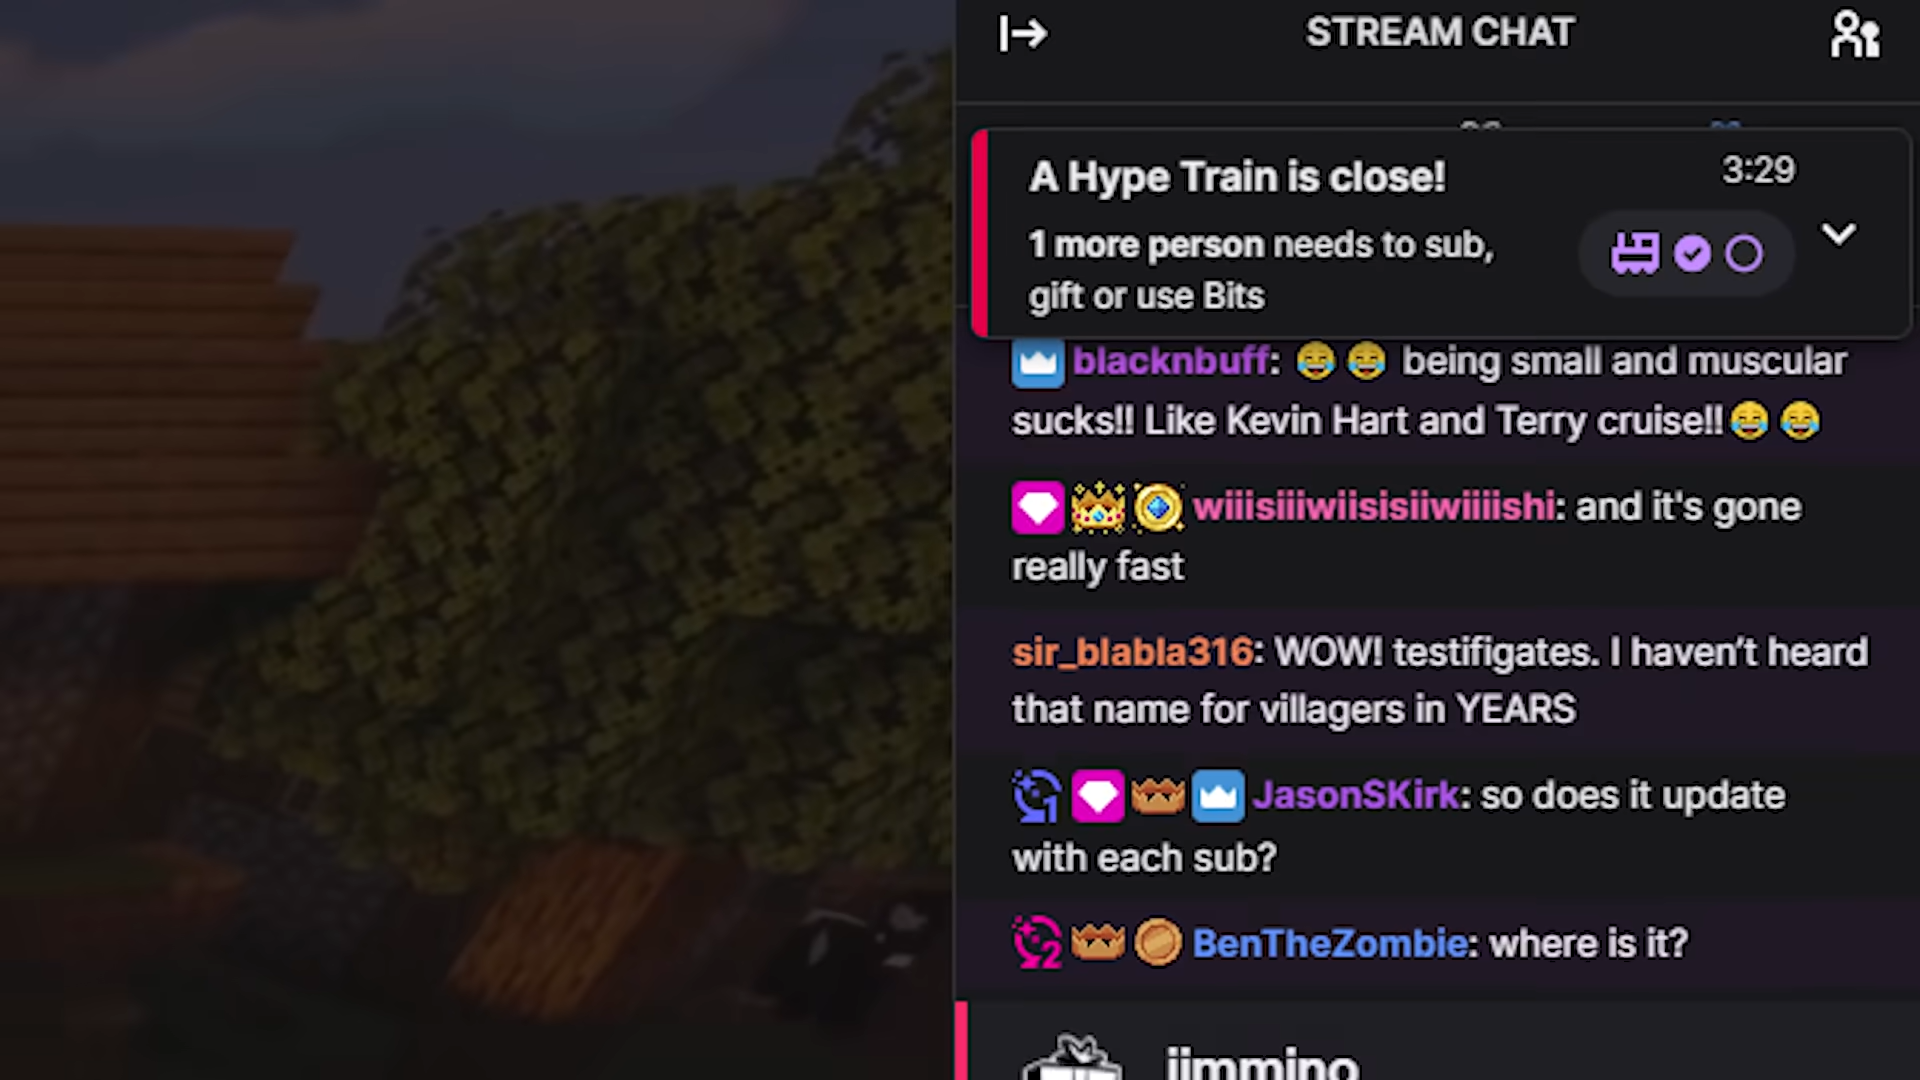 STREAM CHAT
A Hype Train is close!
3:29
1 more person needs to sub,
gift or use Bits
blacknbuff: 😂 😂 being small and muscular
sucks!! Like Kevin Hart and Terry cruise!!😂 😂
wiiisiiiwiisisiiwiiiishi: and it's gone
really fast
sir_blabla316: WOW! testifigates. I haven’t heard
that name for villagers in YEARS
JasonSKirk: so does it update
with each sub?
BenTheZombie: where is it?